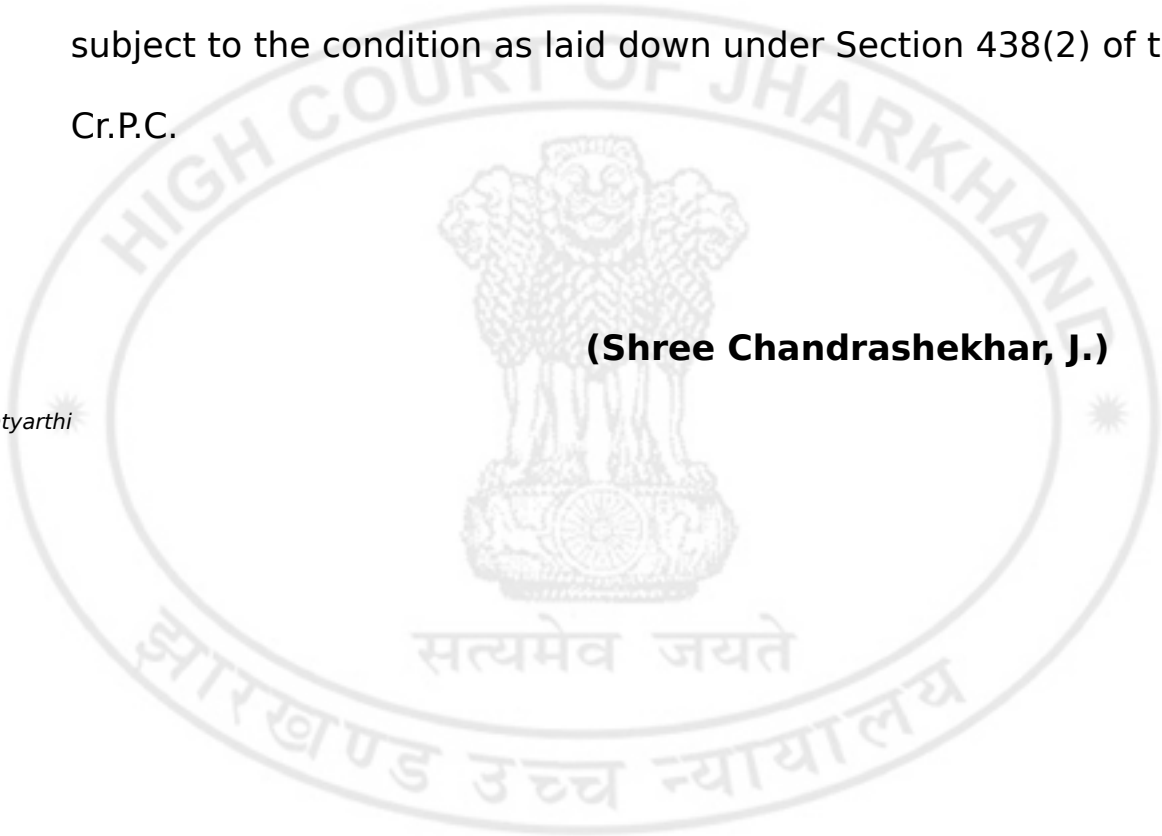 subject to the condition as laid down under Section 438(2) of t
Cr.P.C.
HIGH COURT OF JHARKHAND
(Shree Chandrashekhar, J.)
tyarthi
सत्यमेव जयते
झारखण्ड उच्च न्यायालय